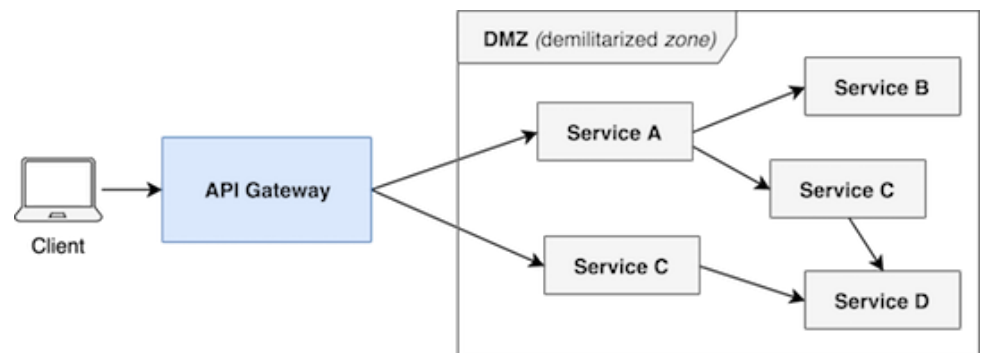 DMZ (demilitarized zone)
Service B
Service A
API Gateway
Service C
Client
Service C
Service D